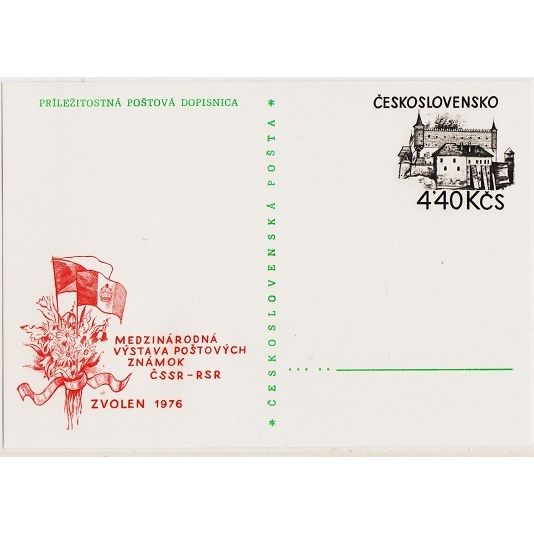 PRÍLEŽITOSTNÁ POŠTOVÁ DOPISNICA
MEDZINÁRODNÁ
VÝSTAVA POŠTOVÝCH
ZNÁMOK
ČSSR-RSR
ZVOLEN 1976
* ČESKOSLOVENSKÁ POŠTA *
ČESKOSLOVENSKO
4'40 KČS